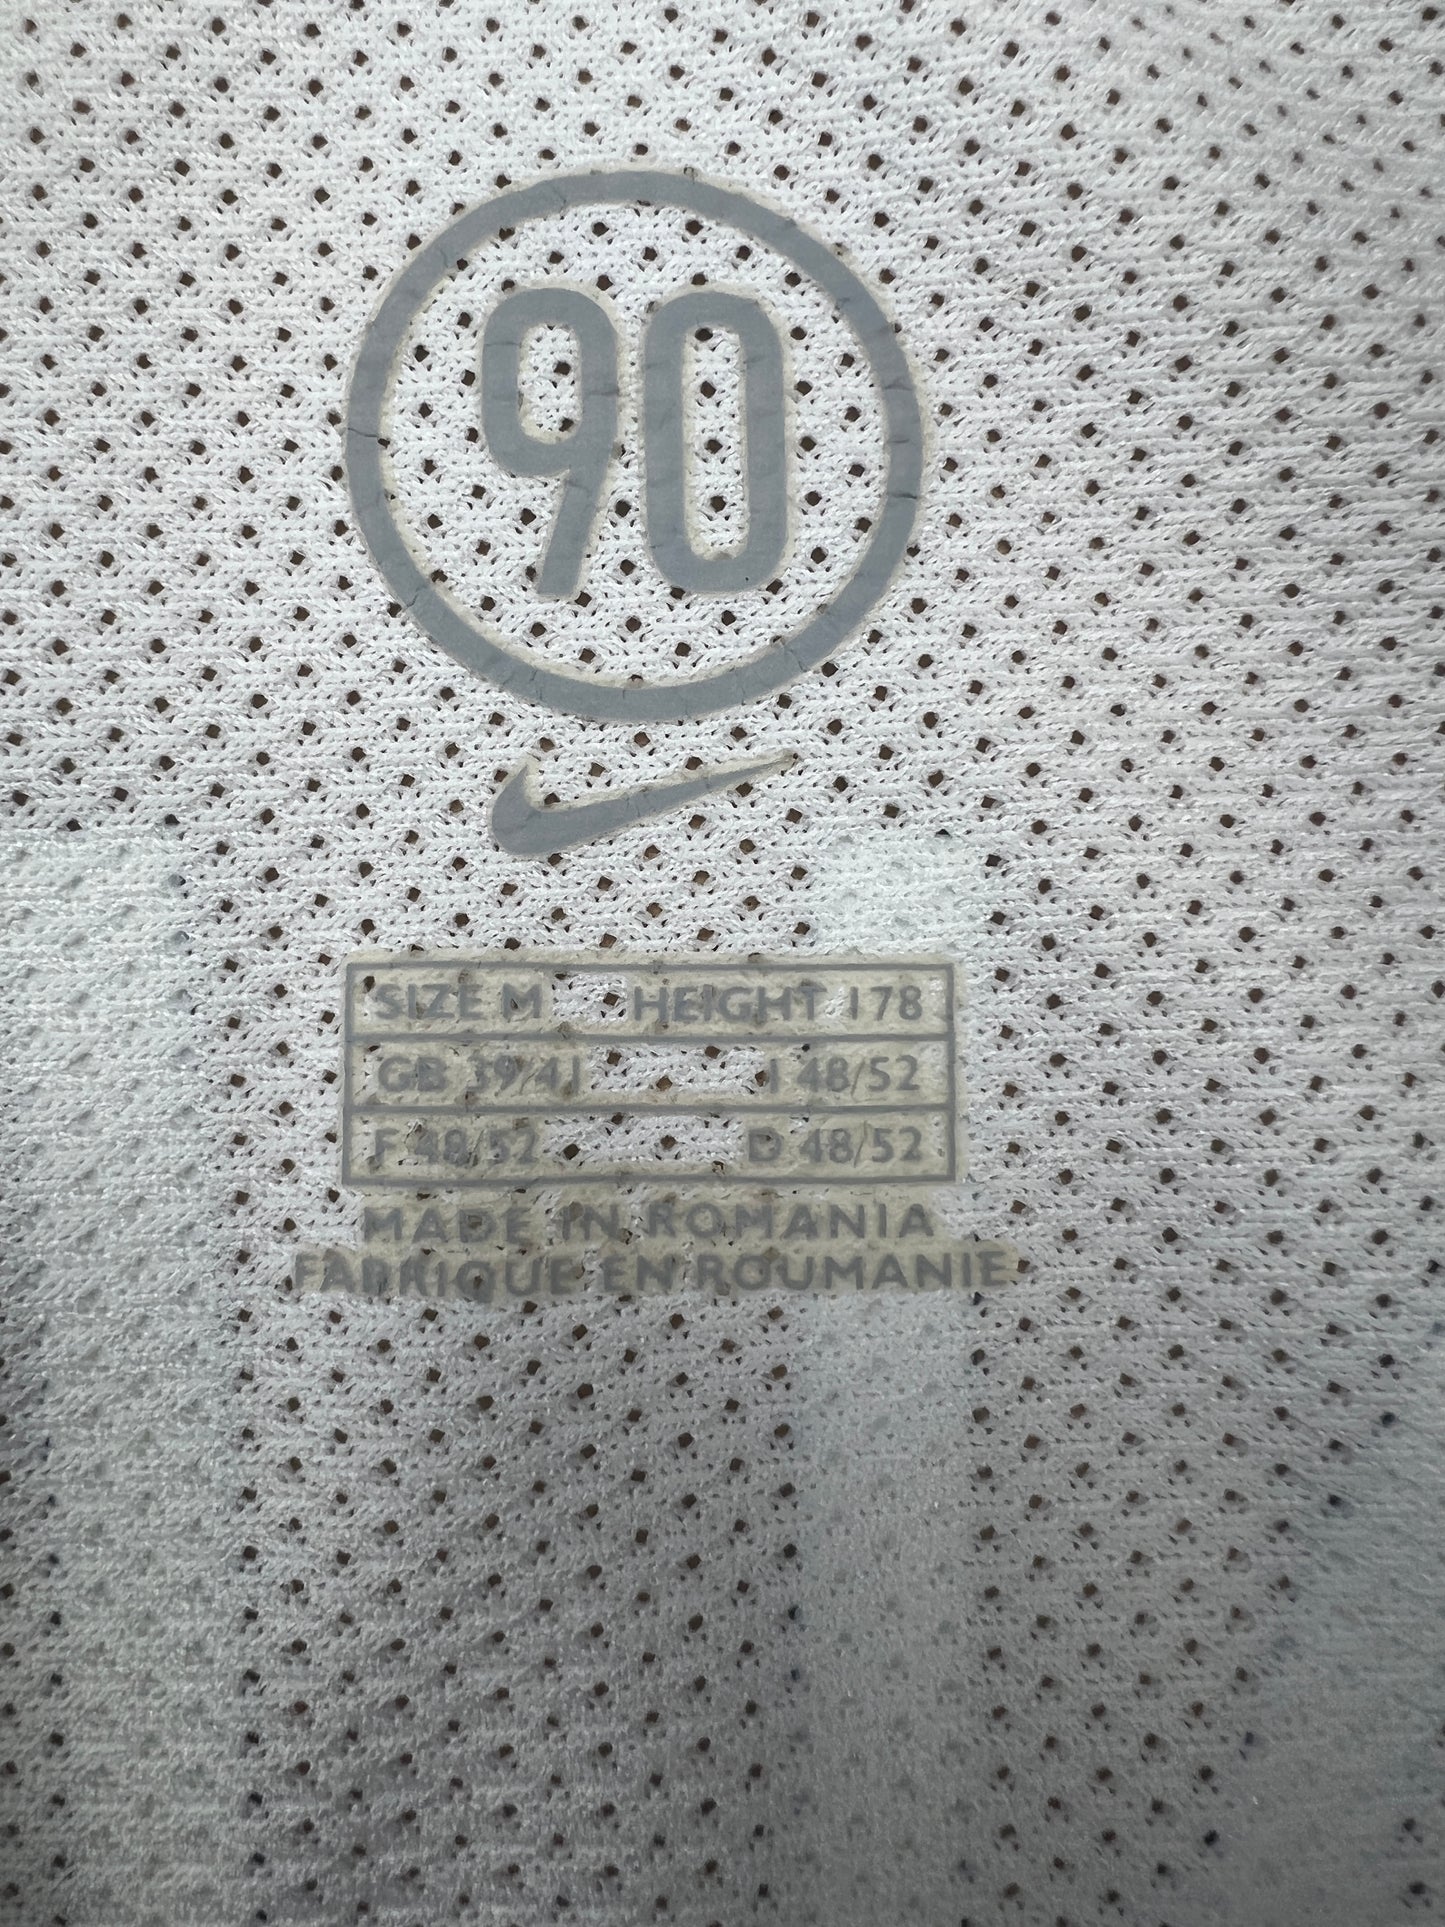 90
SIZE M HEIGHT 178
GB 39/41 I 48/52
F 48/52 D 48/52
MADE IN ROMANIA
FABRIQUE EN ROUMANIE